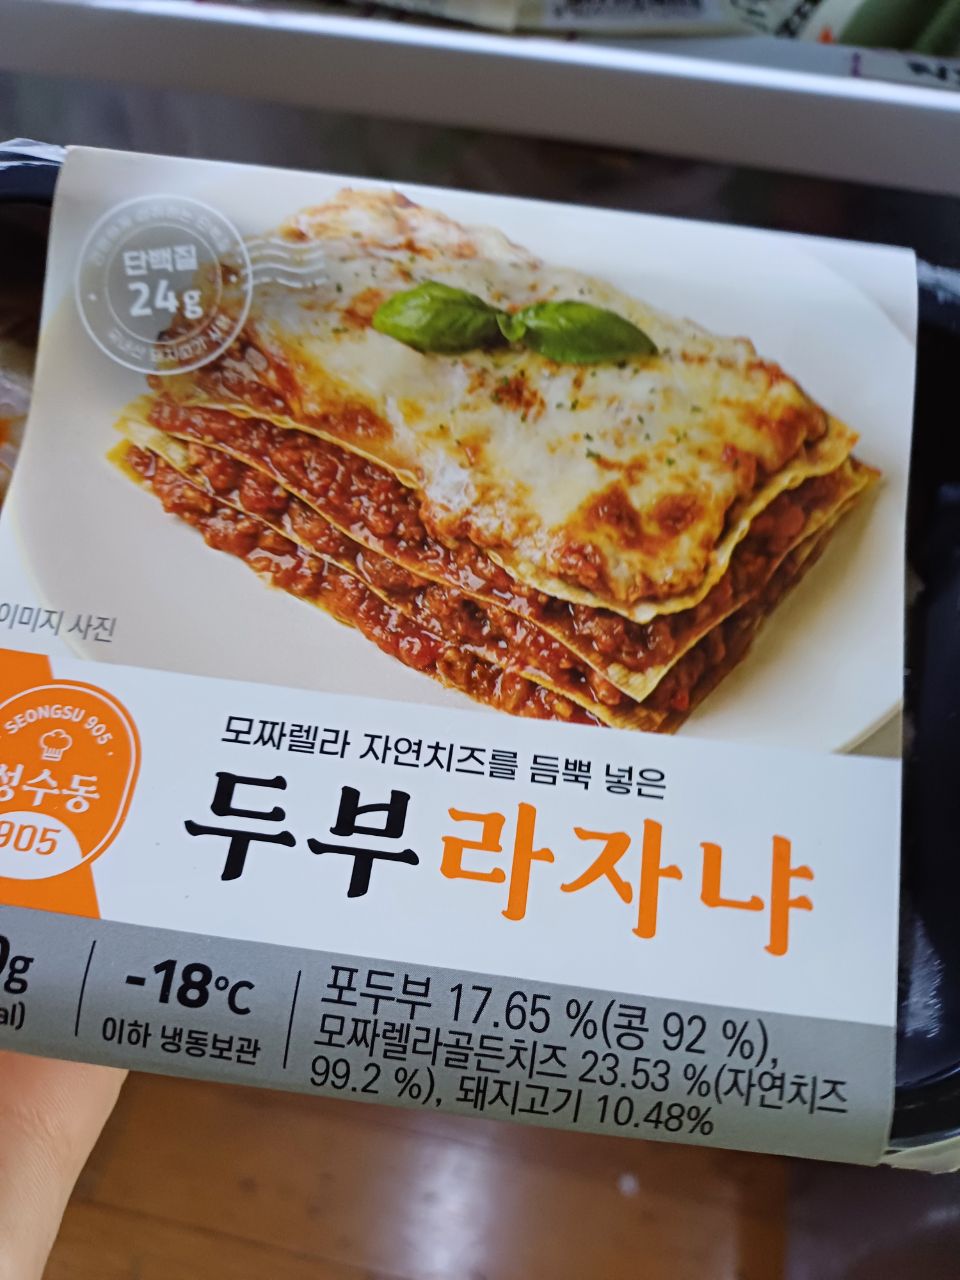 단백질
24g
이미지 사진
SEONGSU 905
성수동
905
모짜렐라 자연치즈를 듬뿍 넣은
두부라자냐
-18°C
이하 냉동보관
포두부 17.65 %(콩 92 %),
모짜렐라골든치즈 23.53 %(자연치즈
99.2 %), 돼지고기 10.48%